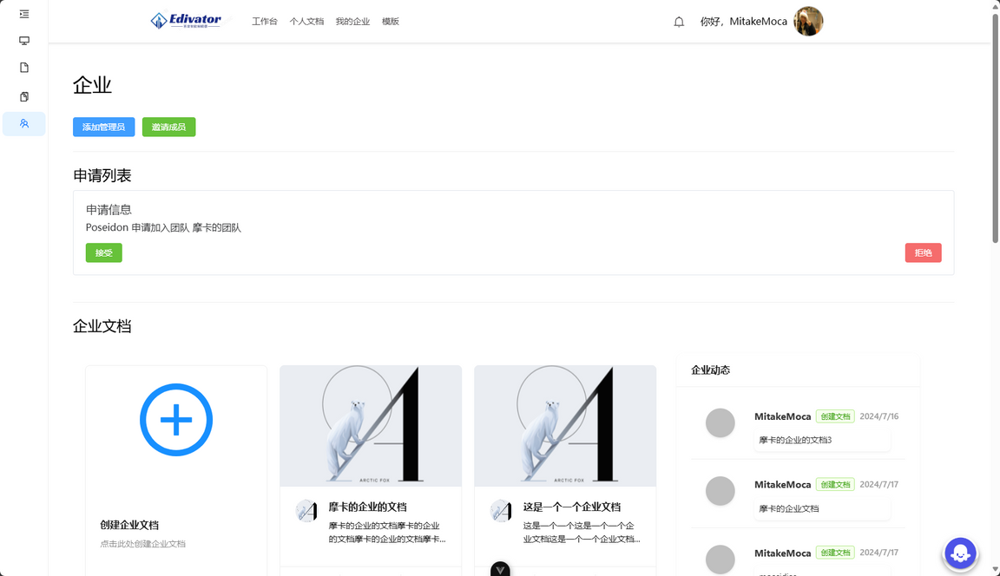 Edivator
工作台 个人文档 我的企业 模版
你好，MitakeMoca
企业
添加管理员 邀请成员
申请列表
申请信息
Poseidon 申请加入团队 摩卡的团队
接受 拒绝
企业文档
创建企业文档
点击此处创建企业文档
ARCTIC FOX
摩卡的企业的文档
摩卡的企业的文档摩卡的企业
的文档摩卡的企业的文档摩卡...
ARCTIC FOX
这是一个一个企业文档
这是一个一个这是一个一个企
业文档这是一个一个企业文档...
企业动态
MitakeMoca 创建文档 2024/7/16
摩卡的企业的文档3
MitakeMoca 创建文档 2024/7/17
摩卡的企业文档
MitakeMoca 创建文档 2024/7/17